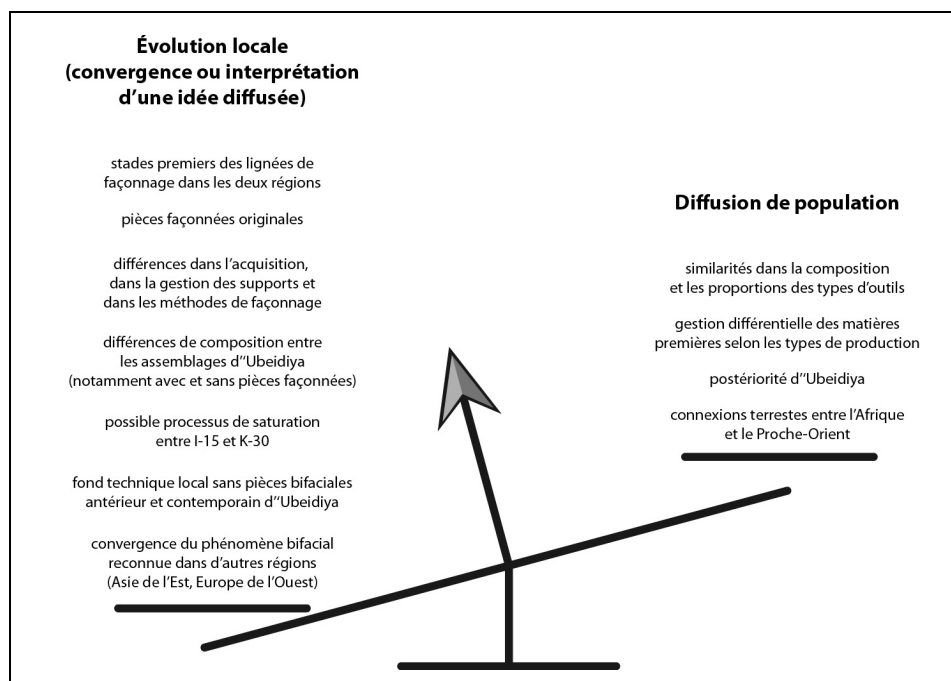 Évolution locale
(convergence ou interprétation
d’une idée diffusée)
stades premiers des lignées de
façonnage dans les deux régions
pièces façonnées originales
différences dans l’acquisition,
dans la gestion des supports et
dans les méthodes de façonnage
différences de composition entre
les assemblages d’’Ubeidiya
(notamment avec et sans pièces façonnées)
possible processus de saturation
entre I-15 et K-30
fond technique local sans pièces bifaciales
antérieur et contemporain d’’Ubeidiya
convergence du phénomène bifacial
reconnue dans d’autres régions
(Asie de l’Est, Europe de l’Ouest)
Diffusion de population
similarités dans la composition
et les proportions des types d’outils
gestion différentielle des matières
premières selon les types de production
postériorité d’’Ubeidiya
connexions terrestes entre l’Afrique
et le Proche-Orient